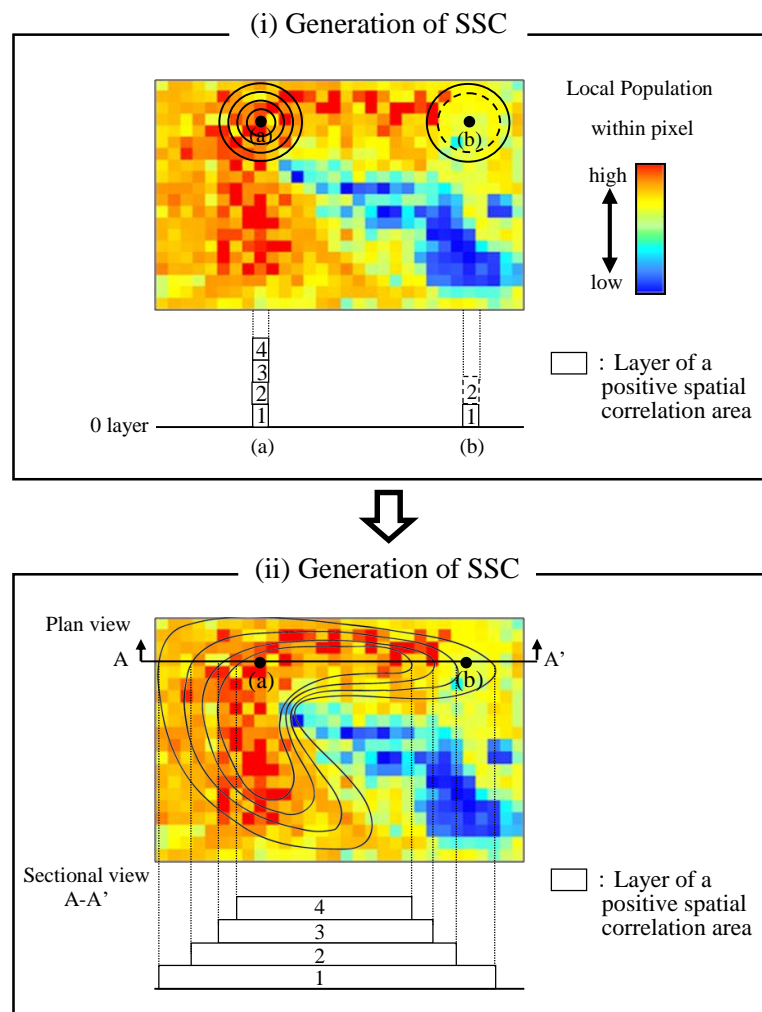 (i) Generation of SSC
(a)
(b)
Local Population
within pixel
high
low
4
3
2
1
2
1
0 layer
(a)
(b)
: Layer of a
positive spatial
correlation area
(ii) Generation of SSC
Plan view
A
A’
(a)
(b)
Sectional view
A-A’
4
3
2
1
: Layer of a
positive spatial
correlation area